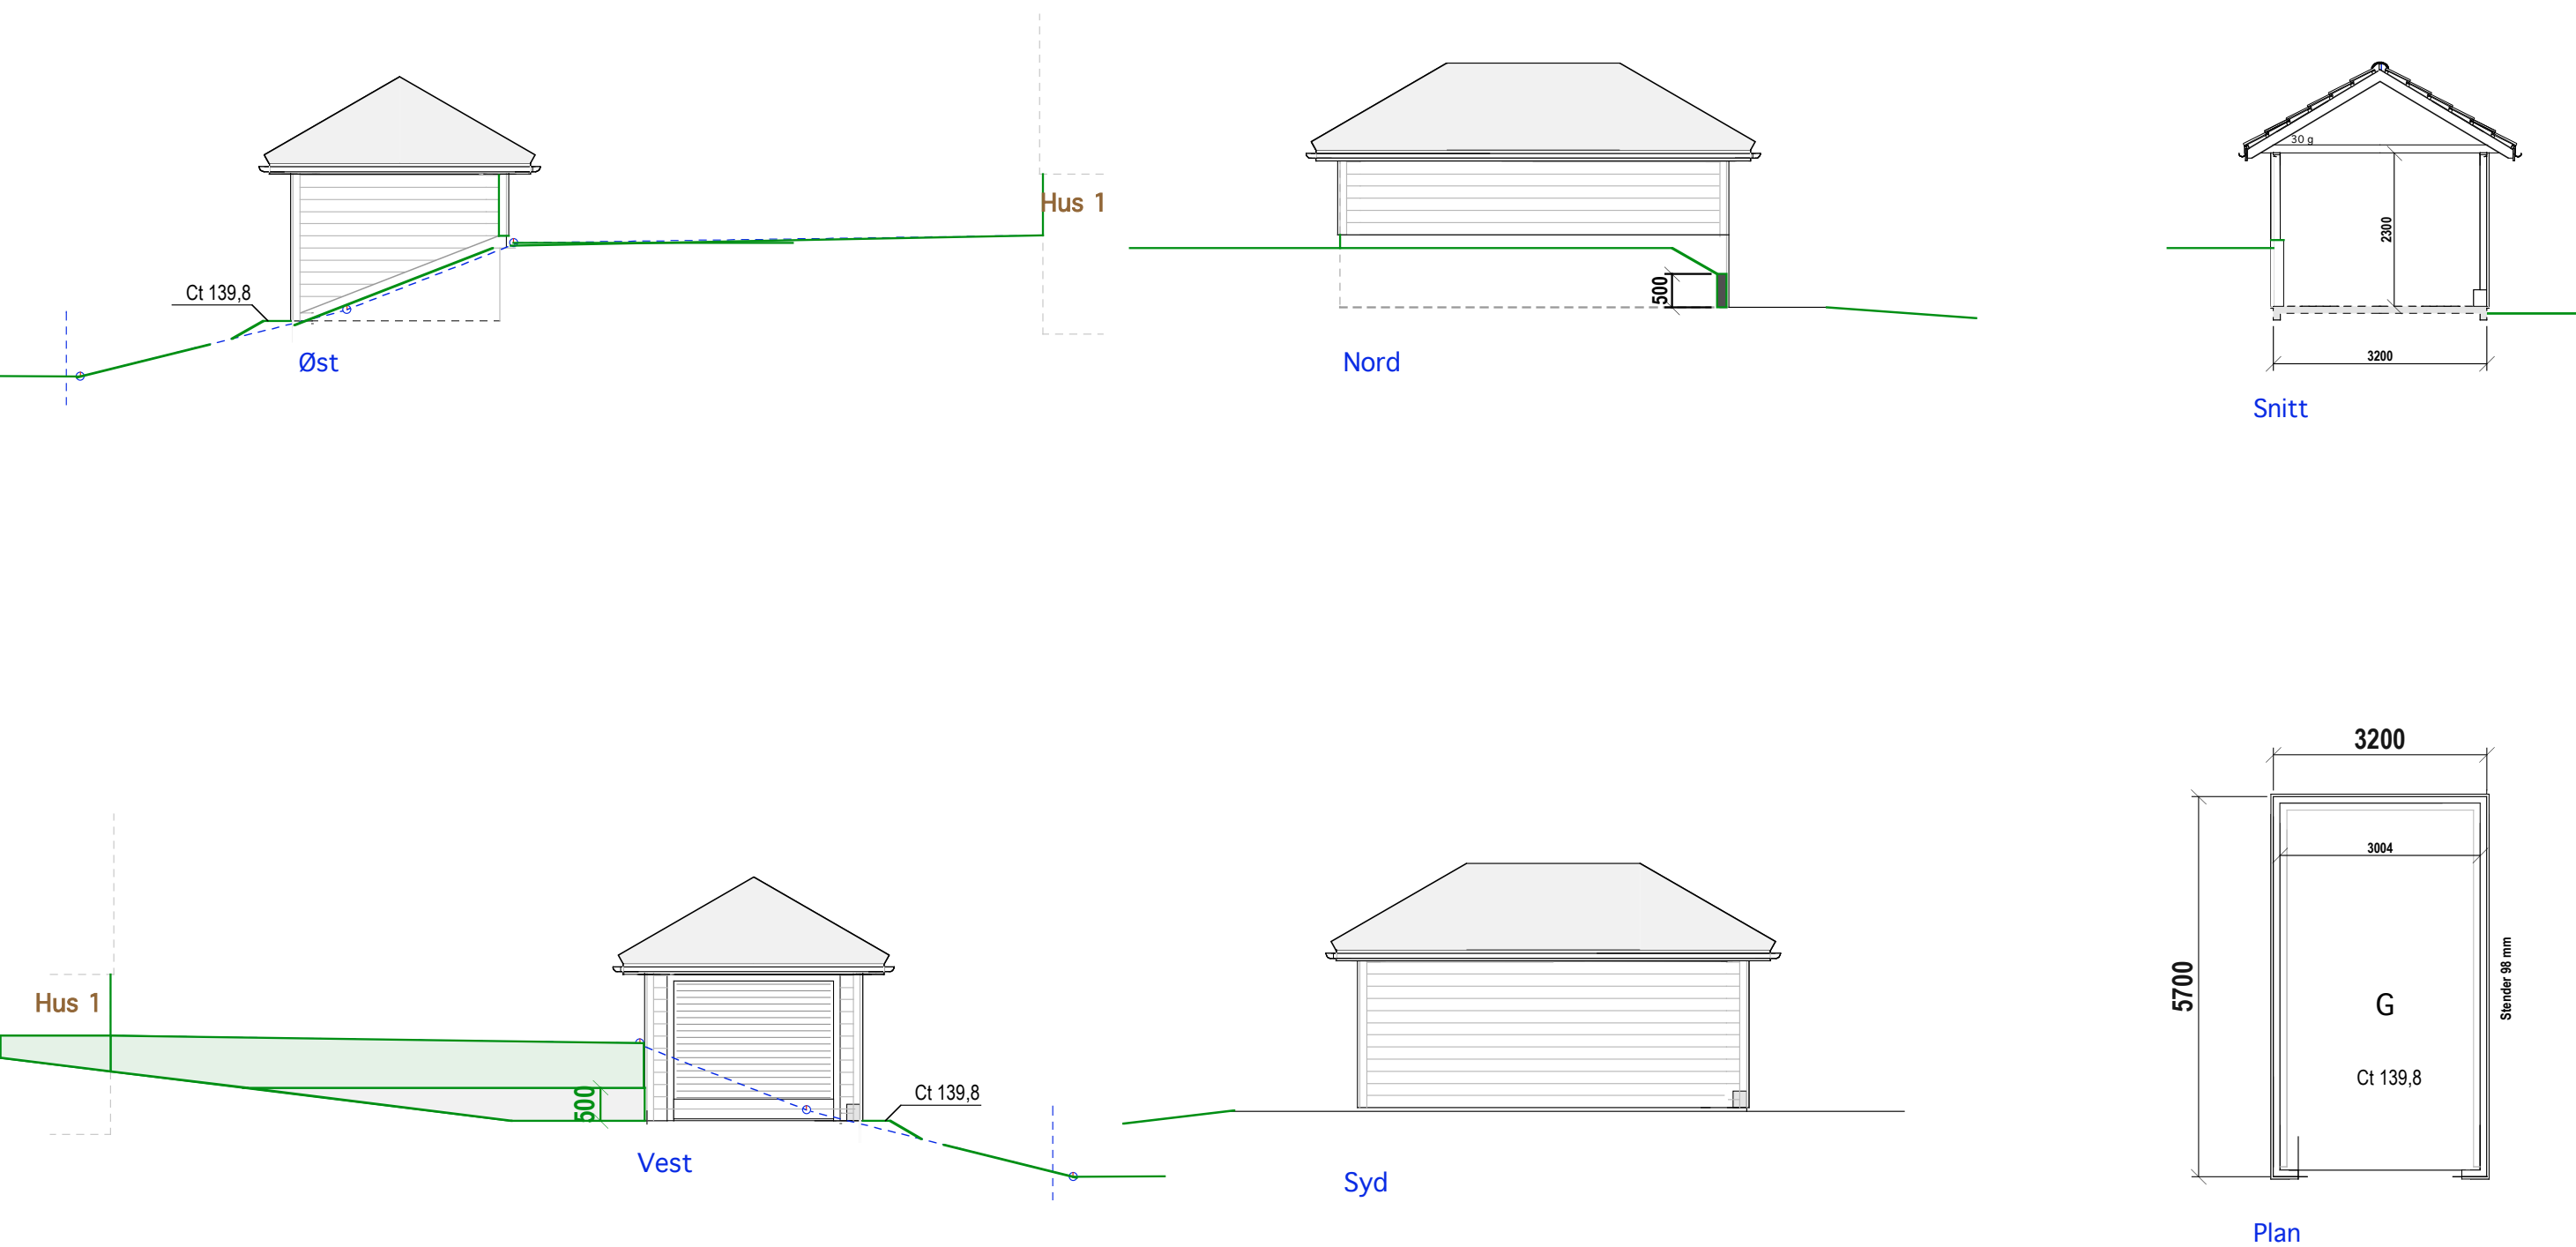 Hus 1
Ct 139,8
Øst
500
Nord
30 g
2300
3200
Snitt
Hus 1
500
Ct 139,8
Vest
Syd
3200
3004
5700
Stender 98 mm
G
Ct 139,8
Plan